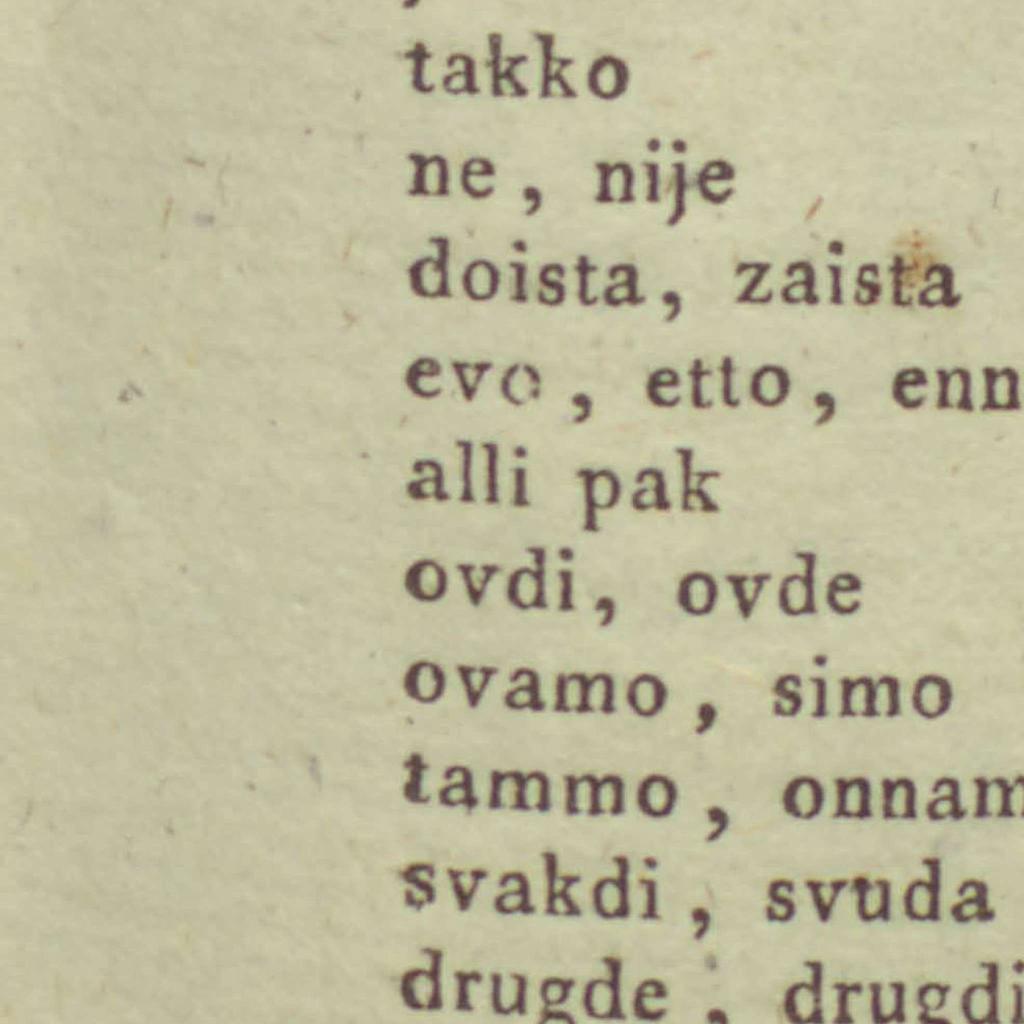 takko
ne, nije
doista, zaista
evo, etto, enn
alli pak
ovdi, ovde
ovamo, simo
tammo, onnam
svakdi, svuda
drugde, drugdi